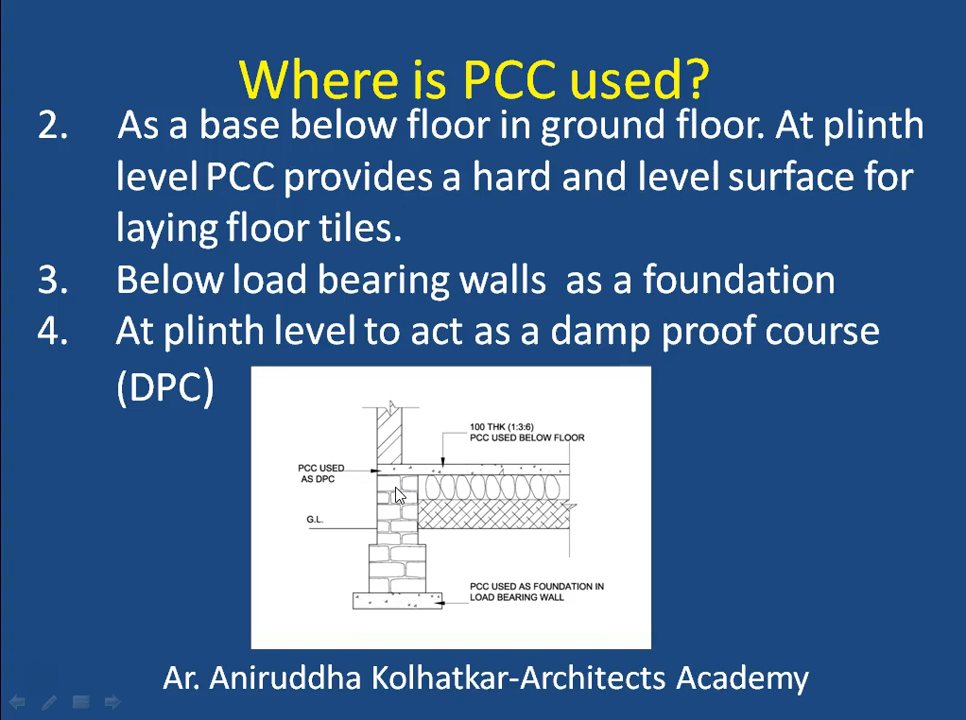 Where is PCC used?
2. As a base below floor in ground floor. At plinth
level PCC provides a hard and level surface for
laying floor tiles.
3. Below load bearing walls as a foundation
4. At plinth level to act as a damp proof course
(DPC)
100 THK (1:3:6)
PCC USED BELOW FLOOR
PCC USED
AS DPC
G.L.
PCC USED AS FOUNDATION IN
LOAD BEARING WALL
Ar. Aniruddha Kolhatkar-Architects Academy